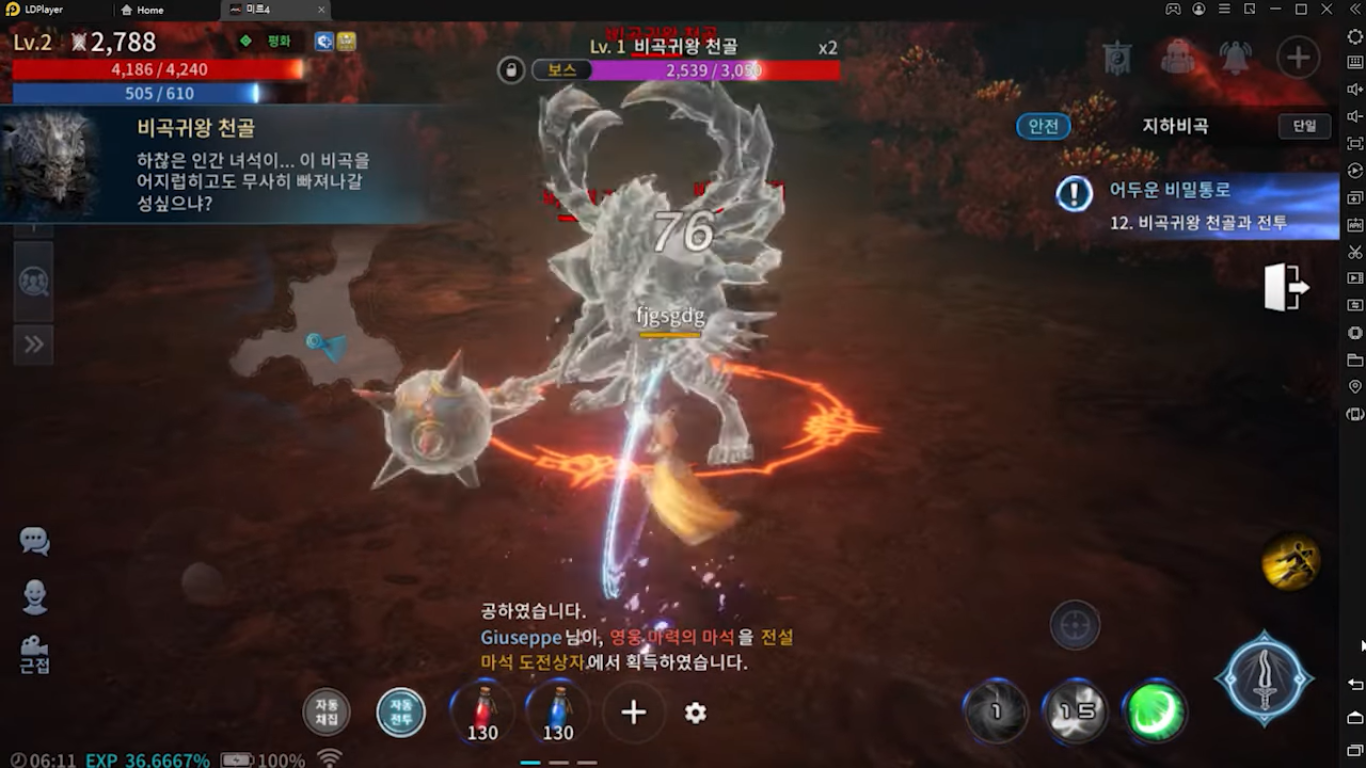 LDPlayer
Home
미르4
Lv.2 2,788
평화
4,186 / 4,240
505 / 610
Lv. 1 비곡귀왕 천골 x2
보스 2,539 / 3,050
비곡귀왕 천골
하찮은 인간 녀석이... 이 비곡을
어지럽히고도 무사히 빠져나갈
성싶으냐?
안전 지하비곡 단일
어두운 비밀통로
12. 비곡귀왕 천골과 전투
76
fjgsgdg
근접
공하였습니다.
Giuseppe 님이, 영웅 마력의 마석 을 전설
마석 도전상자 에서 획득하였습니다.
자동
채집
자동
전투
130
130
1
15
06:11 EXP 36.6667% 100%